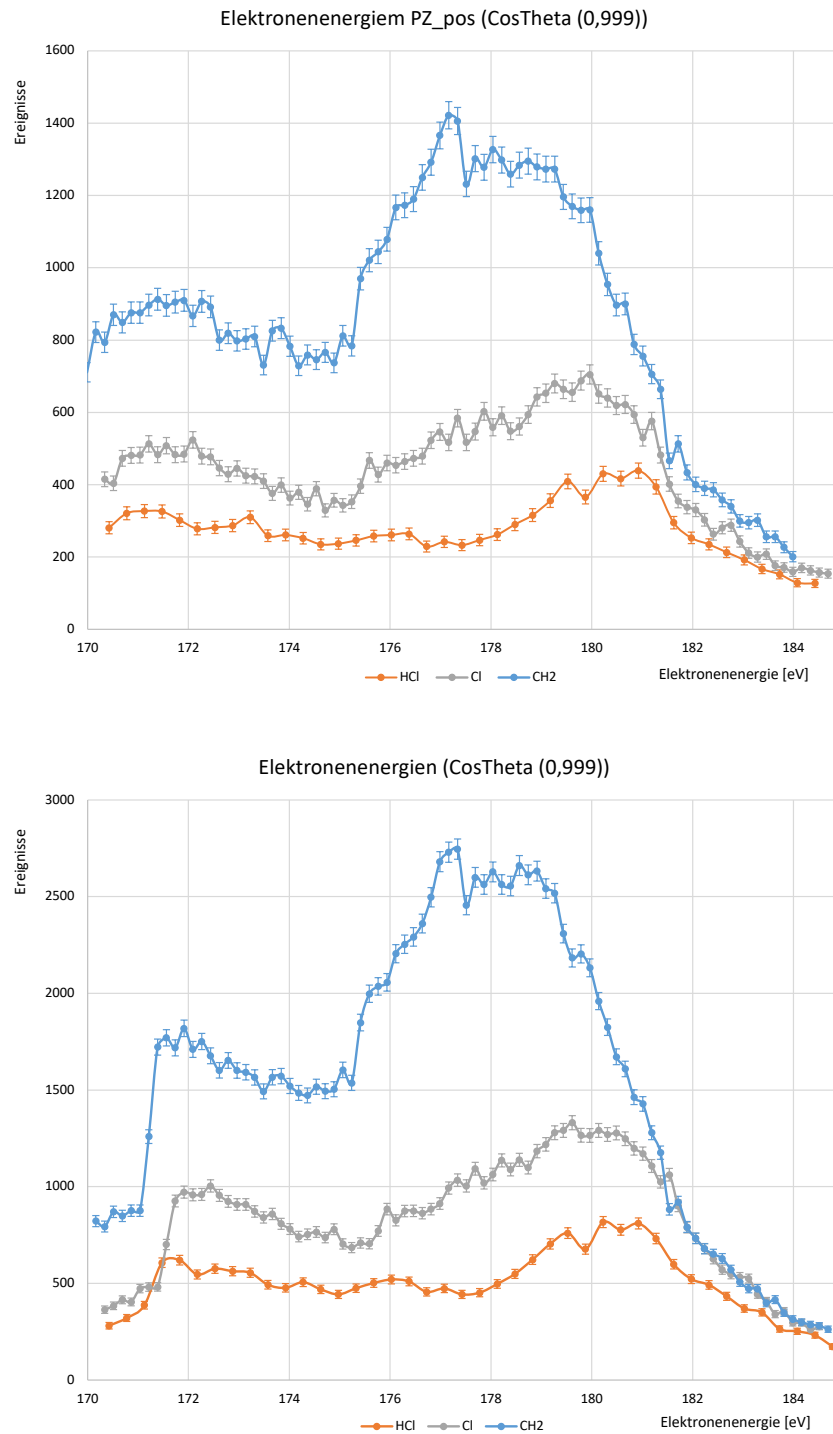 Elektronenenergiem PZ_pos (CosTheta (0,999))
Ereignisse
1600
1400
1200
1000
800
600
400
200
0
170 172 174 176 178 180 182 184
Elektronenenergie [eV]
HCl Cl CH2
Elektronenenergien (CosTheta (0,999))
Ereignisse
3000
2500
2000
1500
1000
500
0
170 172 174 176 178 180 182 184
Elektronenenergie [eV]
HCl Cl CH2